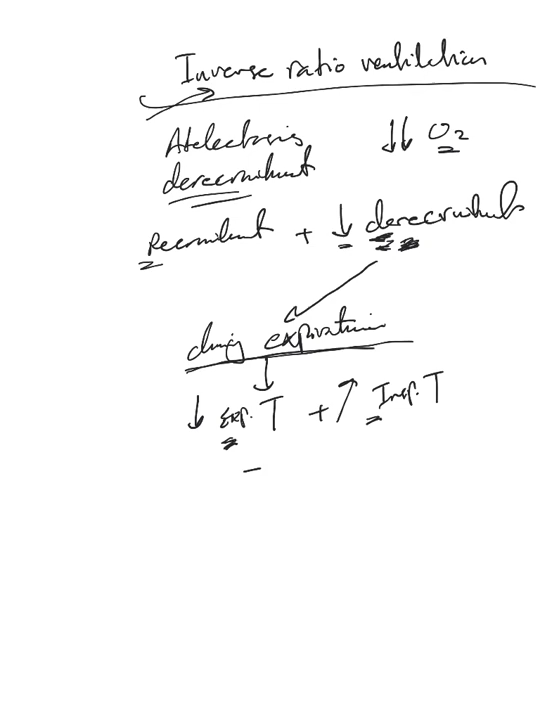 Inverse ratio ventilation
Atelectasis ↓↓ O2
derecruitment
Recruitment + ↓ derecruitment
during expiration
↓
↓ Exp. T + ↑ Insp. T